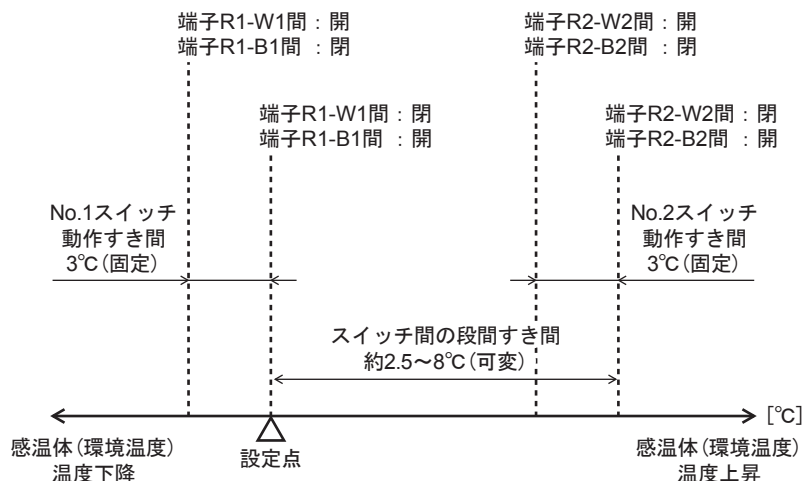 端子R1-W1間：開
端子R1-B1間 ：閉
端子R2-W2間：開
端子R2-B2間 ：閉
端子R1-W1間：閉
端子R1-B1間 ：開
端子R2-W2間：閉
端子R2-B2間 ：開
No.1スイッチ
動作すき間
3℃（固定）
No.2スイッチ
動作すき間
3℃（固定）
スイッチ間の段間すき間
約2.5～8℃（可変）
[℃]
感温体（環境温度）
温度下降
設定点
感温体（環境温度）
温度上昇